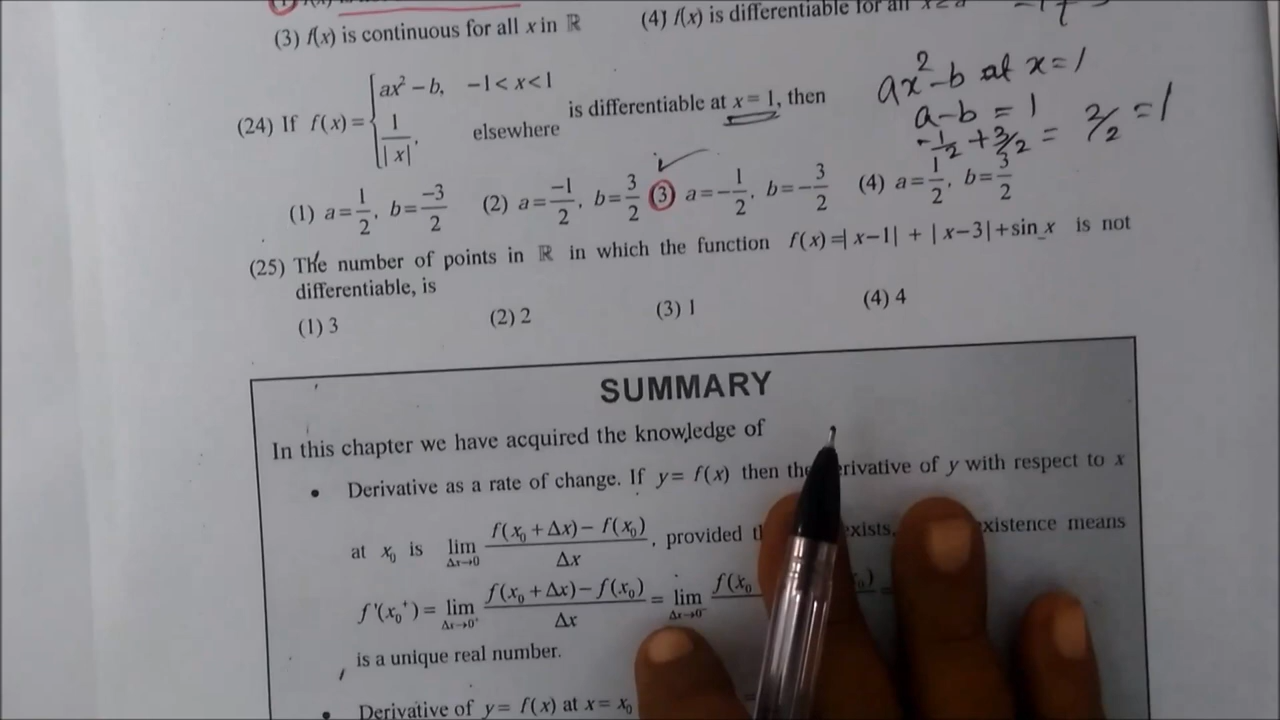 (3) f(x) is continuous for all x in ℝ (4) f(x) is differentiable for all x
(24) If f(x) = { ax² − b, −1 < x < 1
1/|x|, elsewhere
is differentiable at x = 1, then
ax² − b at x = 1
a − b = 1
-1/2 + 3/2 = 2/2 = 1
(1) a = 1/2, b = −3/2 (2) a = −1/2, b = 3/2 (3) a = −1/2, b = −3/2 (4) a = 1/2, b = 3/2
(25) The number of points in ℝ in which the function f(x) = |x−1| + |x−3| + sin x is not
differentiable, is
(1) 3 (2) 2 (3) 1 (4) 4
SUMMARY
In this chapter we have acquired the knowledge of
• Derivative as a rate of change. If y = f(x) then the derivative of y with respect to x
at x₀ is lim Δx→0 (f(x₀ + Δx) − f(x₀))/Δx, provided exists. existence means
f'(x₀⁺) = lim Δx→0⁺ (f(x₀ + Δx) − f(x₀))/Δx = lim Δx→0⁻ f(x₀
is a unique real number.
• Derivative of y = f(x) at x = x₀